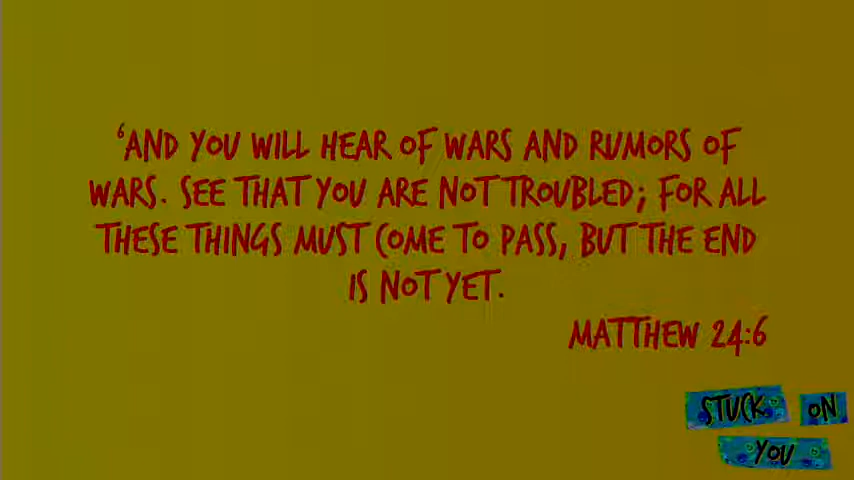 ⁶AND YOU WILL HEAR OF WARS AND RUMORS OF
WARS. SEE THAT YOU ARE NOT TROUBLED; FOR ALL
THESE THINGS MUST COME TO PASS, BUT THE END
IS NOT YET.
MATTHEW 24:6
STUCK ON
YOU